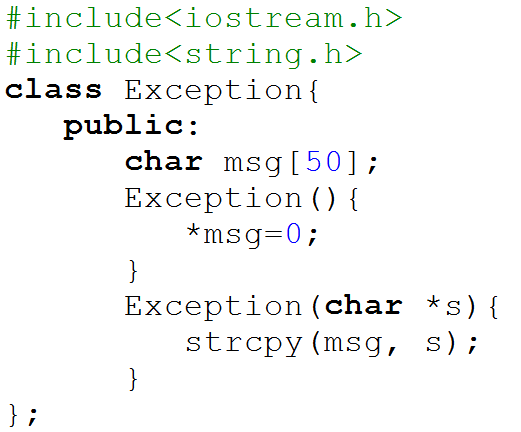 #include<iostream.h>
#include<string.h>
class Exception{
   public:
      char msg[50];
      Exception(){
         *msg=0;
      }
      Exception(char *s){
         strcpy(msg, s);
      }
};